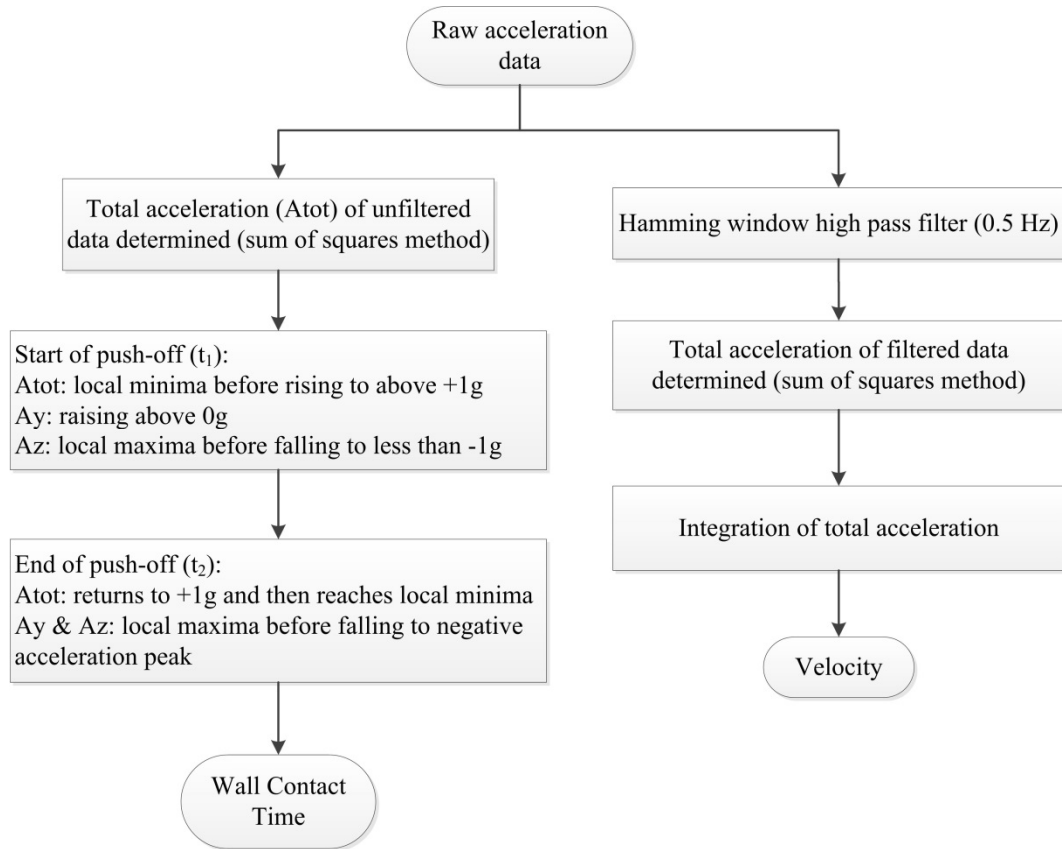 Raw acceleration
data
Total acceleration (Atot) of unfiltered
data determined (sum of squares method)
Start of push-off (t₁):
Atot: local minima before rising to above +1g
Ay: raising above 0g
Az: local maxima before falling to less than -1g
End of push-off (t₂):
Atot: returns to +1g and then reaches local minima
Ay & Az: local maxima before falling to negative
acceleration peak
Wall Contact
Time
Hamming window high pass filter (0.5 Hz)
Total acceleration of filtered data
determined (sum of squares method)
Integration of total acceleration
Velocity